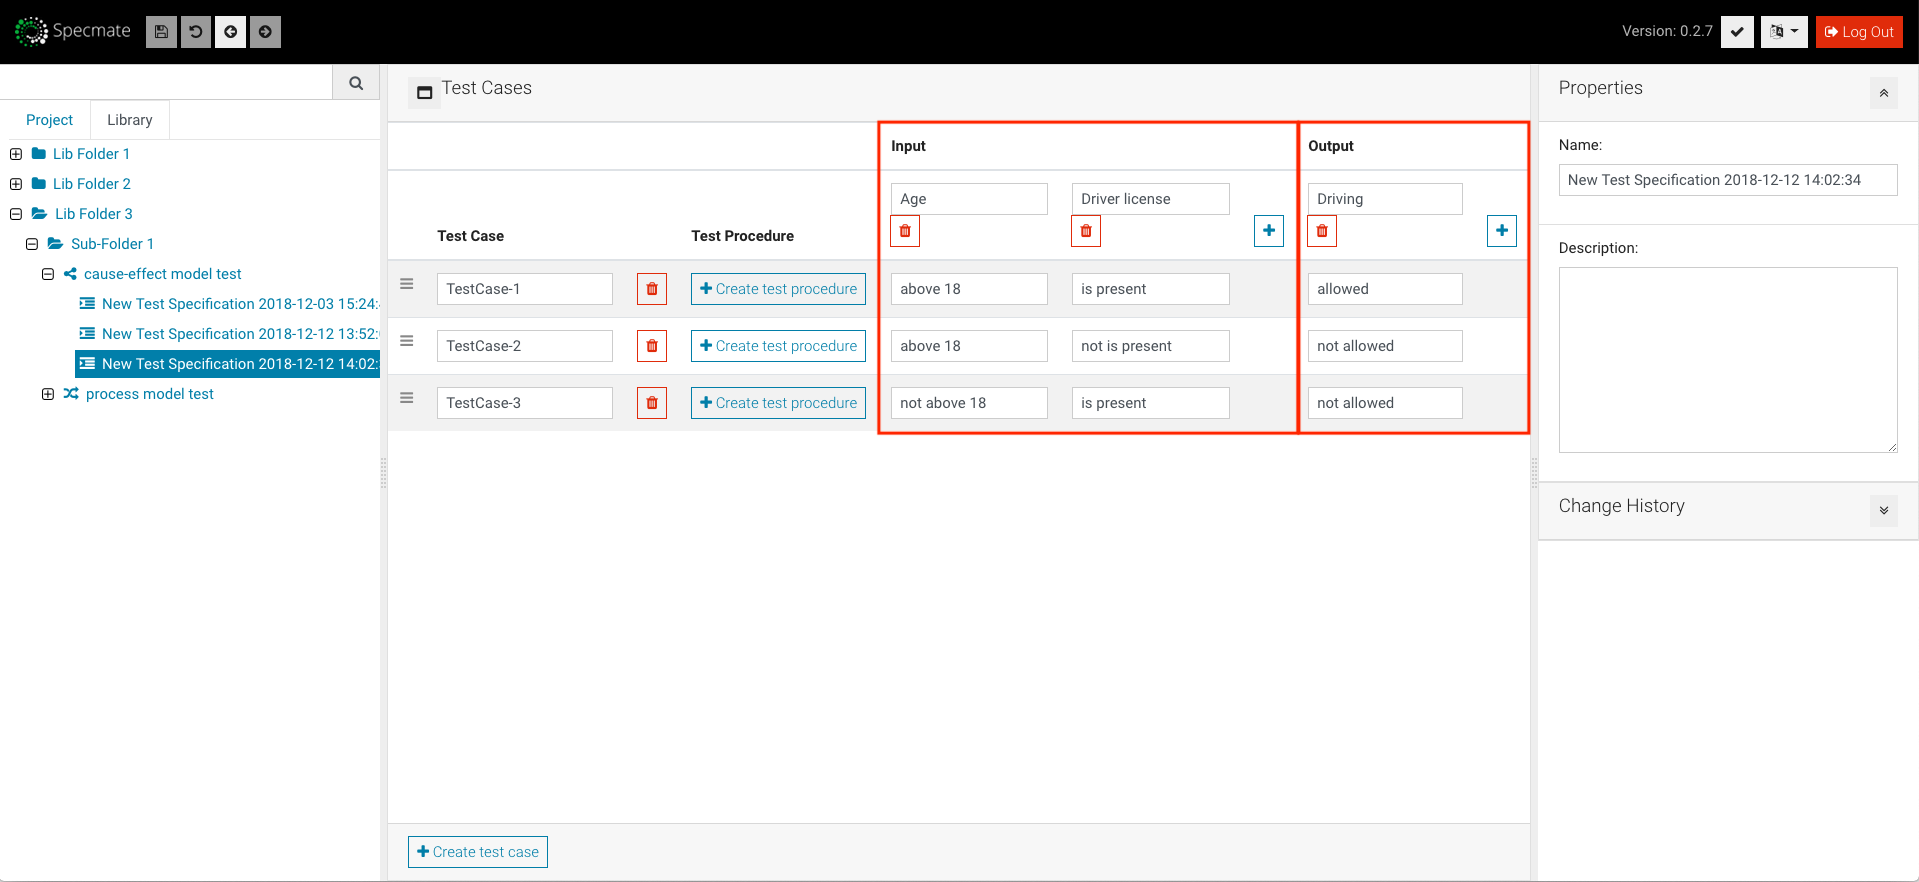 Specmate
Version: 0.2.7
Log Out
Project
Library
Lib Folder 1
Lib Folder 2
Lib Folder 3
Sub-Folder 1
cause-effect model test
New Test Specification 2018-12-03 15:24:
New Test Specification 2018-12-12 13:52:
New Test Specification 2018-12-12 14:02:
process model test
Test Cases
Input
Output
Test Case
Test Procedure
Age
Driver license
Driving
TestCase-1
Create test procedure
above 18
is present
allowed
TestCase-2
Create test procedure
above 18
not is present
not allowed
TestCase-3
Create test procedure
not above 18
is present
not allowed
Create test case
Properties
Name:
New Test Specification 2018-12-12 14:02:34
Description:
Change History